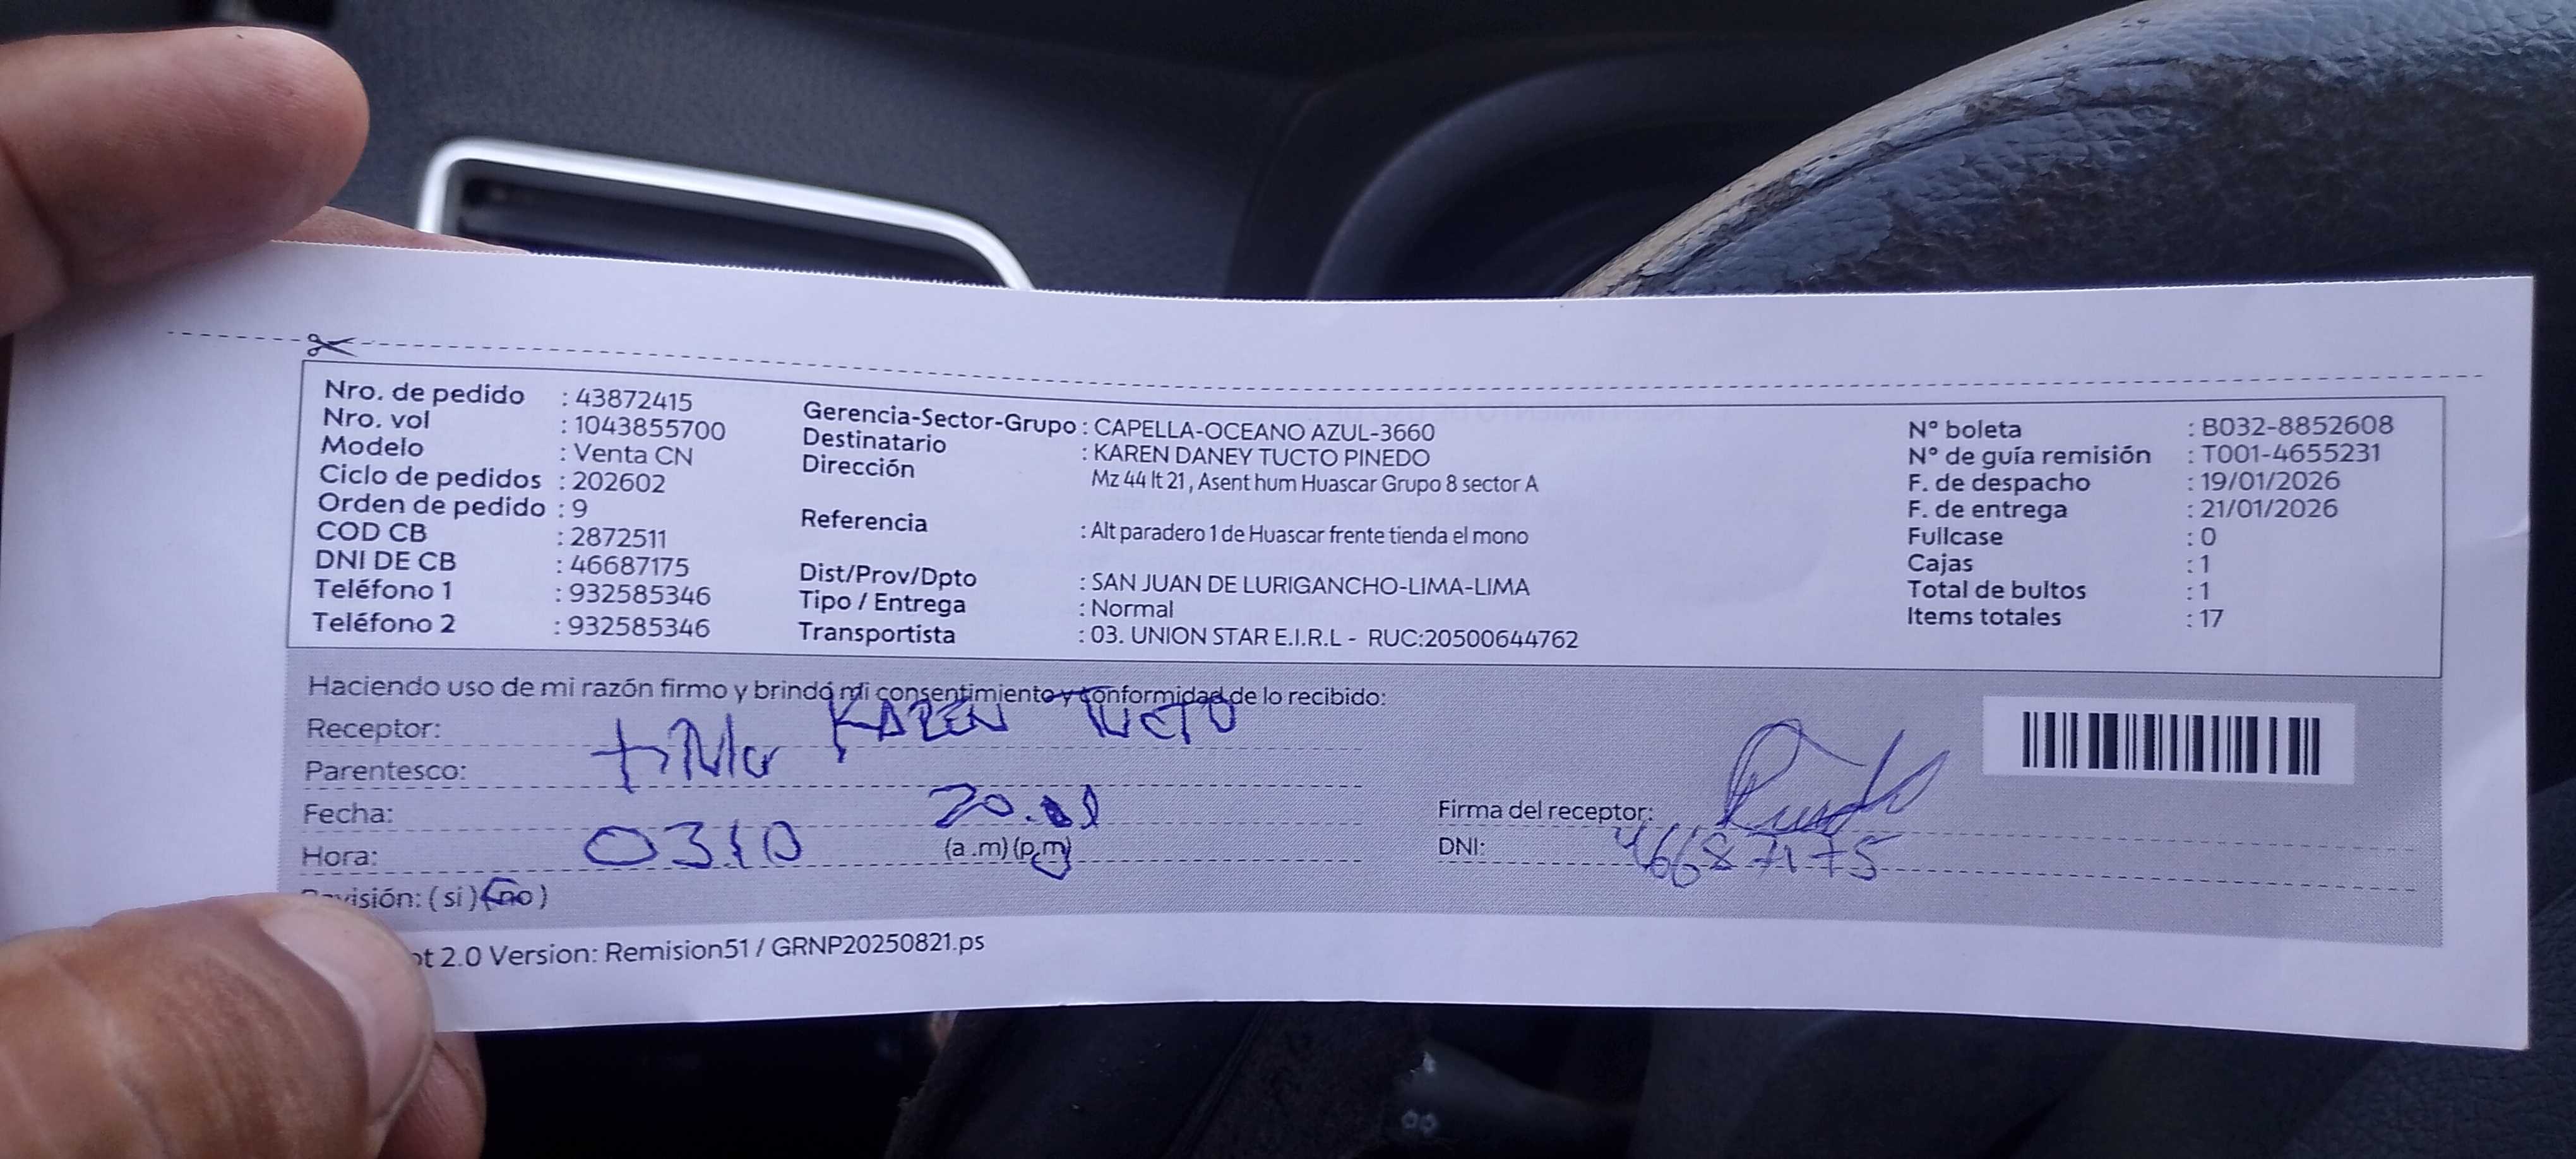 Nro. de pedido : 43872415
Nro. vol : 1043855700
Modelo : Venta CN
Ciclo de pedidos : 202602
Orden de pedido : 9
COD CB : 2872511
DNI DE CB : 46687175
Teléfono 1 : 932585346
Teléfono 2 : 932585346
Gerencia-Sector-Grupo : CAPELLA-OCEANO AZUL-3660
Destinatario : KAREN DANEY TUCTO PINEDO
Dirección
Mz 44 lt 21 , Asent hum Huascar Grupo 8 sector A
Referencia : Alt paradero 1 de Huascar frente tienda el mono
Dist/Prov/Dpto : SAN JUAN DE LURIGANCHO-LIMA-LIMA
Tipo / Entrega : Normal
Transportista : 03. UNION STAR E.I.R.L - RUC:20500644762
N° boleta : B032-8852608
N° de guía remisión : T001-4655231
F. de despacho : 19/01/2026
F. de entrega : 21/01/2026
Fullcase : 0
Cajas : 1
Total de bultos : 1
Items totales : 17
Haciendo uso de mi razón firmo y brindo mi consentimiento y conformidad de lo recibido:
Receptor: KAREN TUCTO
Parentesco:
Fecha: 20.01
Hora: 0310 (a .m) (p.m)
visión: ( si ) ( no )
Firma del receptor:
DNI: 46687175
ot 2.0 Version: Remision51 / GRNP20250821.ps